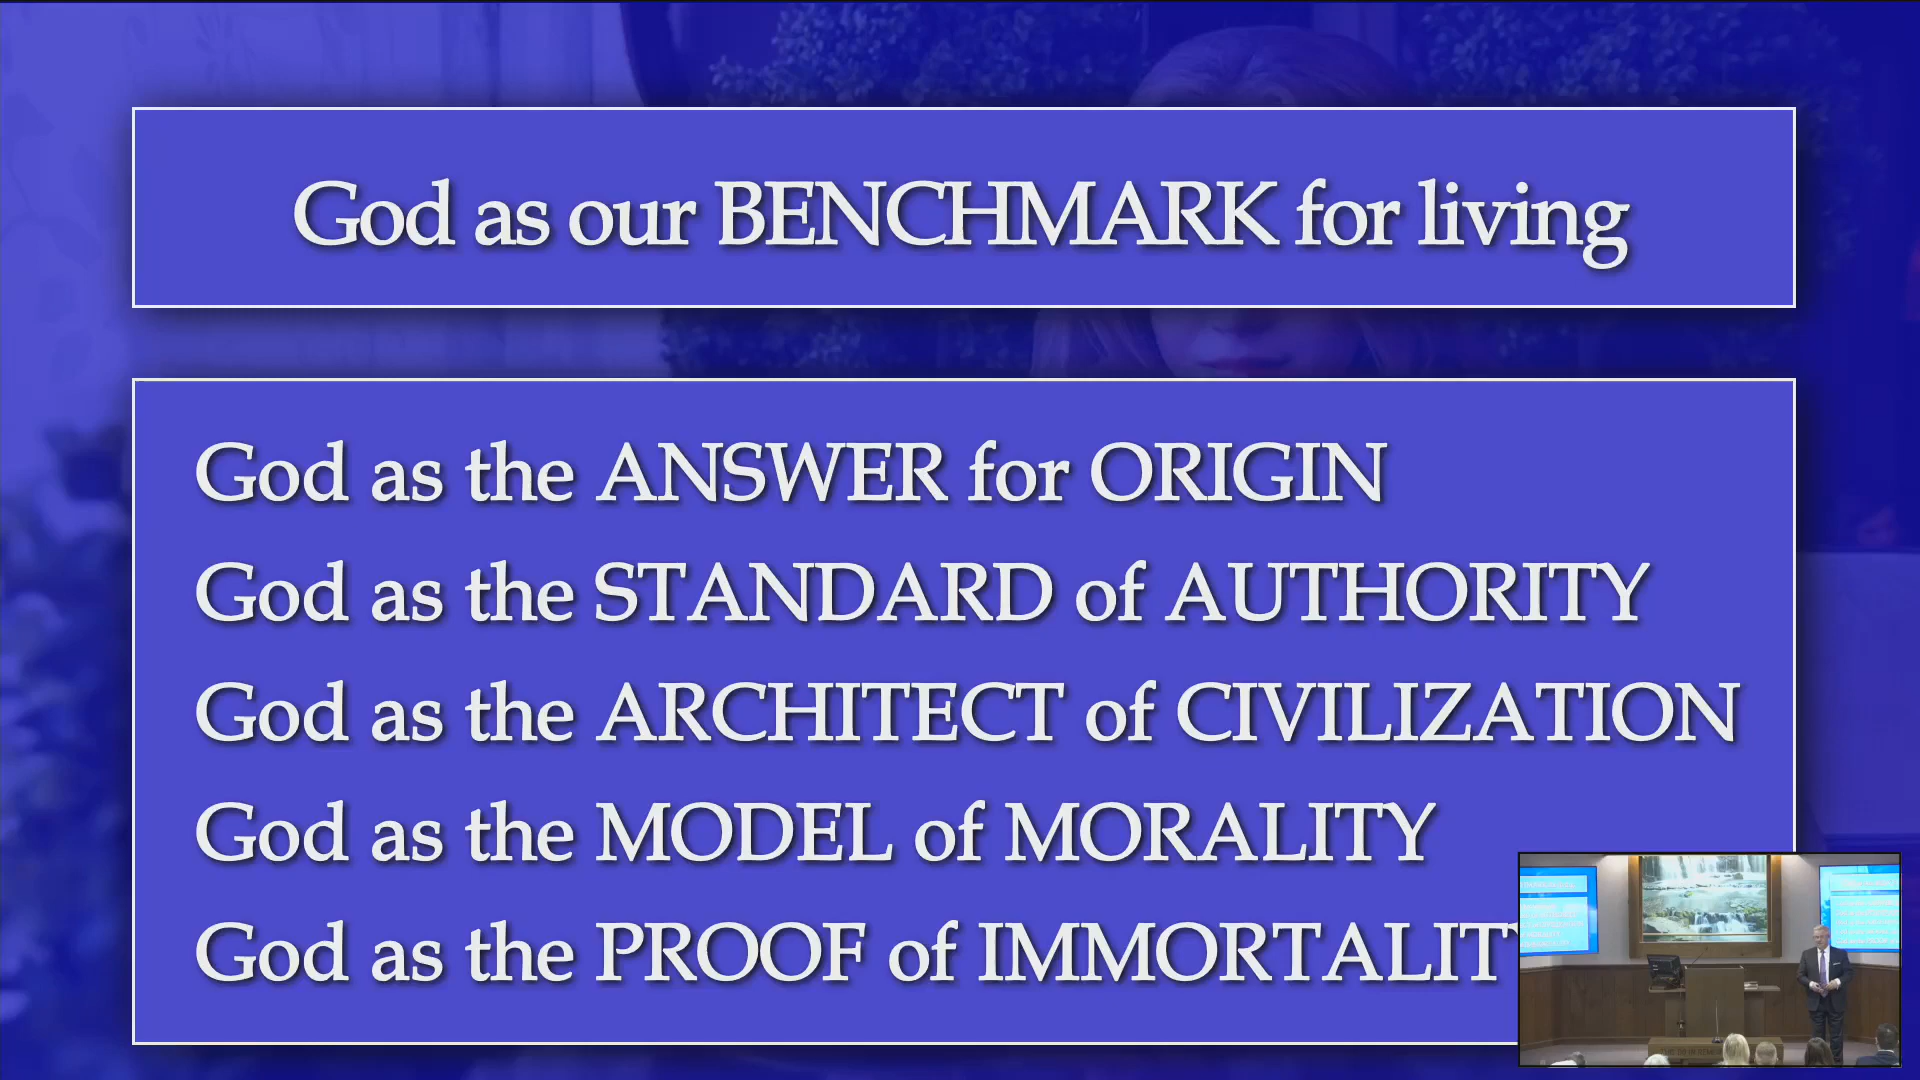 God as our BENCHMARK for living
God as the ANSWER for ORIGIN
God as the STANDARD of AUTHORITY
God as the ARCHITECT of CIVILIZATION
God as the MODEL of MORALITY
God as the PROOF of IMMORTALIT